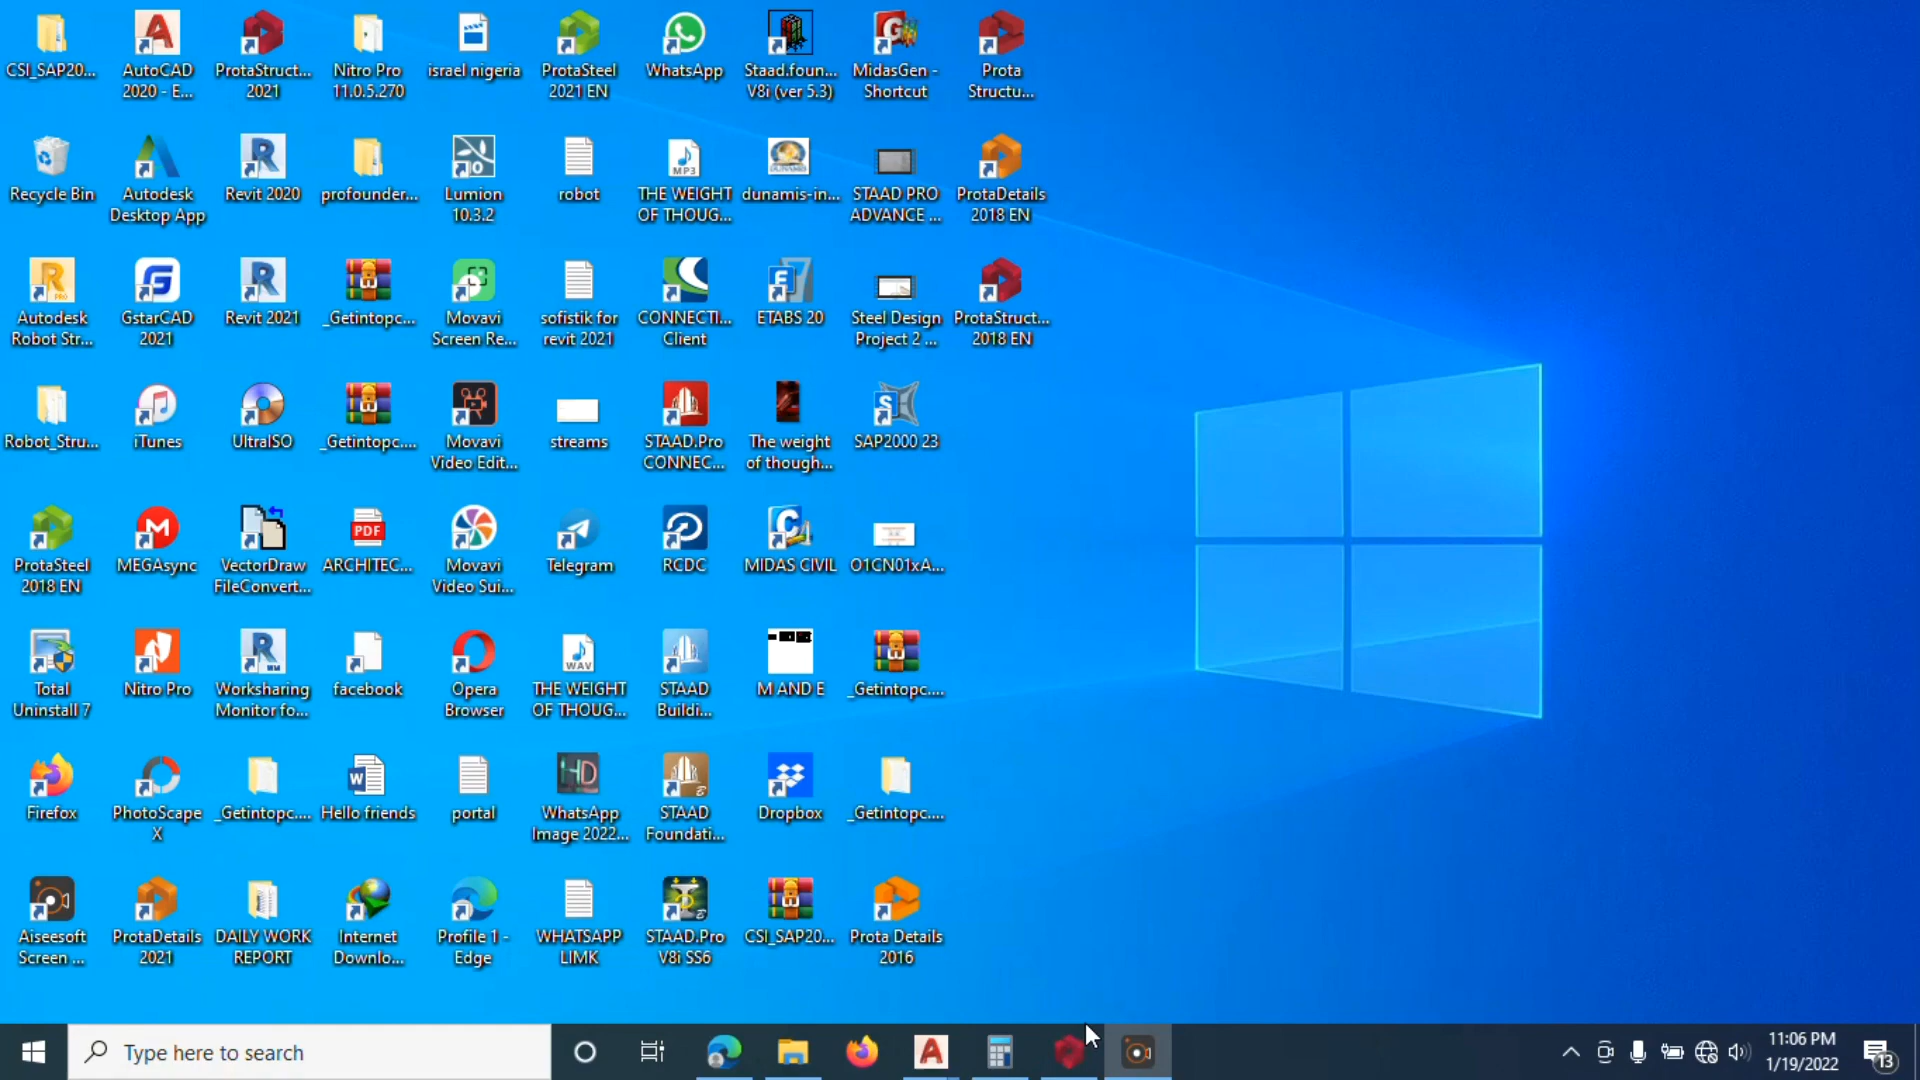 CSI_SAP20...
AutoCAD
2020 - E...
ProtaStruct...
2021
Nitro Pro
11.0.5.270
israel nigeria
ProtaSteel
2021 EN
WhatsApp
Staad.foun...
V8i (ver 5.3)
MidasGen -
Shortcut
Prota
Structu...
Recycle Bin
Autodesk
Desktop App
Revit 2020
profounder...
Lumion
10.3.2
robot
MP3
THE WEIGHT
OF THOUG...
dunamis-in...
STAAD PRO
ADVANCE ...
ProtaDetails
2018 EN
Autodesk
Robot Str...
GstarCAD
2021
Revit 2021
_Getintopc....
Movavi
Screen Re...
sofistik for
revit 2021
CONNECTI...
Client
ETABS 20
Steel Design
Project 2 ...
ProtaStruct...
2018 EN
Robot_Stru...
iTunes
UltraISO
_Getintopc....
Movavi
Video Edit...
streams
STAAD.Pro
CONNEC...
The weight
of though...
SAP2000 23
ProtaSteel
2018 EN
MEGAsync
VectorDraw
FileConvert...
PDF
ARCHITEC...
Movavi
Video Sui...
Telegram
RCDC
MIDAS CIVIL
O1CN01xA...
Total
Uninstall 7
Nitro Pro
Worksharing
Monitor fo...
facebook
Opera
Browser
WAV
THE WEIGHT
OF THOUG...
STAAD
Buildi...
M AND E
_Getintopc....
Firefox
PhotoScape
X
_Getintopc....
Hello friends
portal
HD
WhatsApp
Image 2022...
STAAD
Foundati...
Dropbox
_Getintopc....
Aiseesoft
Screen ...
ProtaDetails
2021
DAILY WORK
REPORT
Internet
Downlo...
Profile 1 -
Edge
WHATSAPP
LIMK
STAAD.Pro
V8i SS6
CSI_SAP20...
Prota Details
2016
Type here to search
11:06 PM
1/19/2022
13